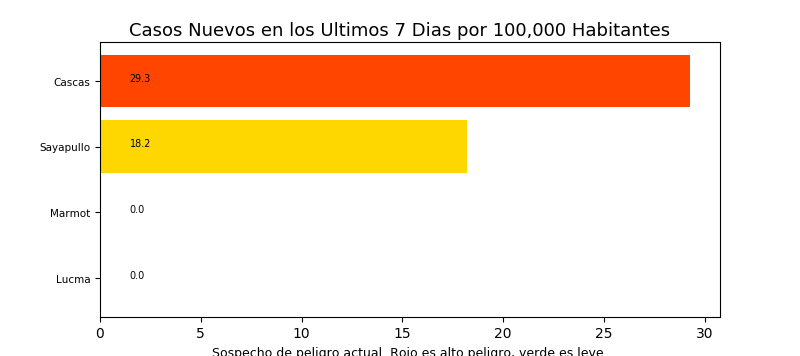 Casos Nuevos en los Ultimos 7 Dias por 100,000 Habitantes
Cascas 29.3
Sayapullo 18.2
Marmot 0.0
Lucma 0.0
0 5 10 15 20 25 30
Sospecho de peligro actual. Rojo es alto peligro, verde es leve